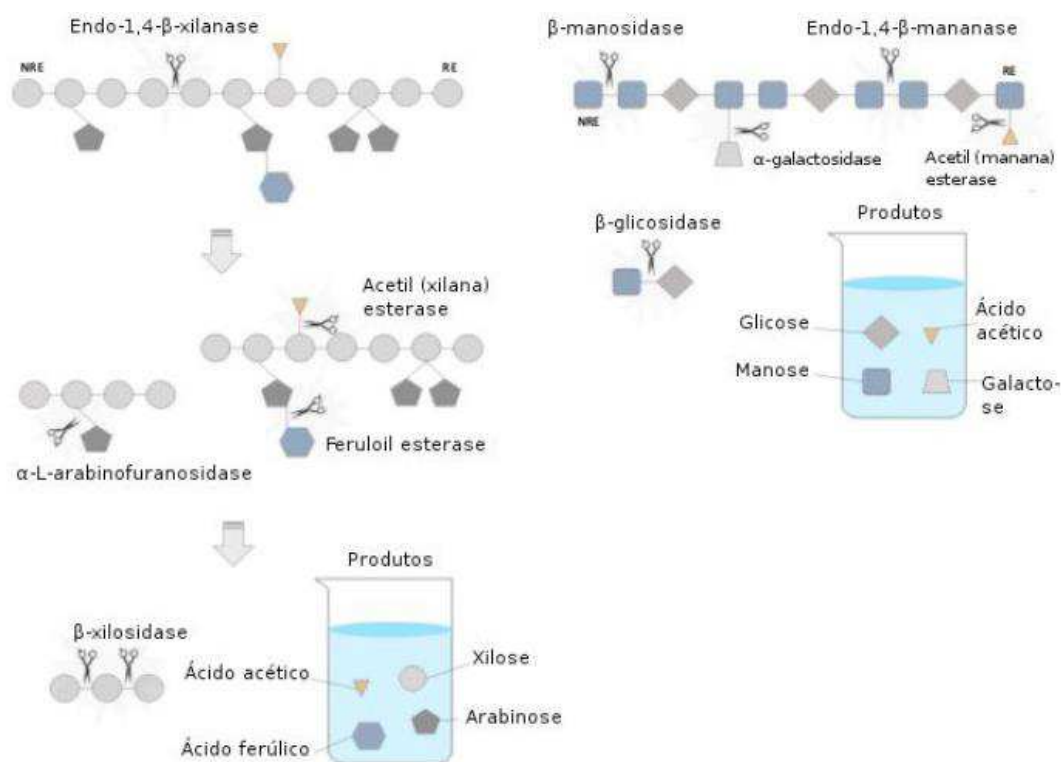 Endo-1,4-β-xilanase
NRE
RE
Acetil (xilana)
esterase
Feruloil esterase
α-L-arabinofuranosidase
Produtos
β-xilosidase
Ácido acético
Xilose
Arabinose
Ácido ferúlico
β-manosidase
Endo-1,4-β-mananase
RE
NRE
α-galactosidase
Acetil (manana)
esterase
β-glicosidase
Produtos
Glicose
Ácido
acético
Manose
Galacto-
se